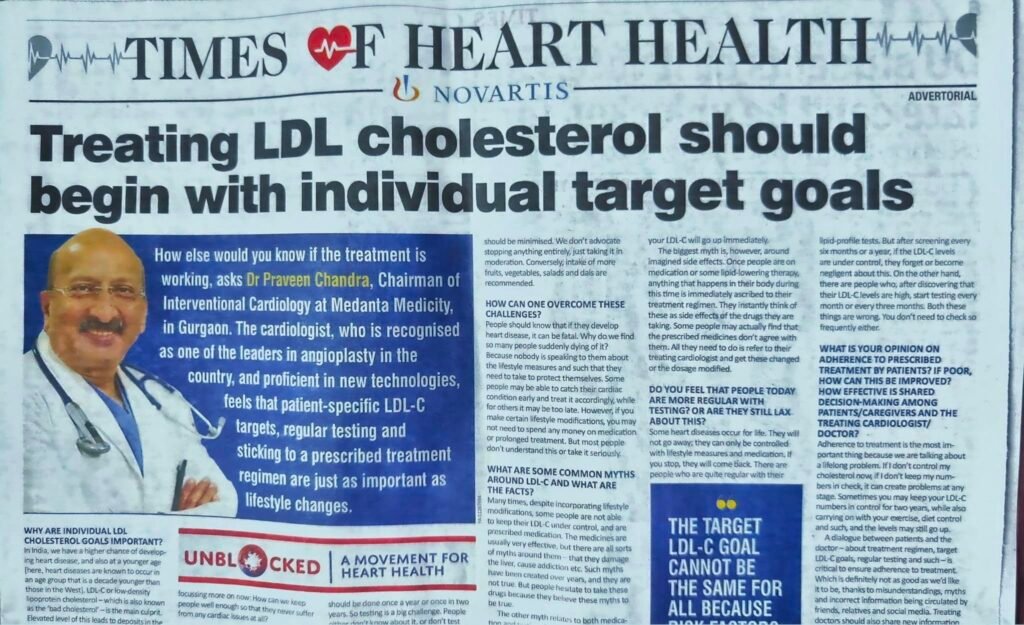 TIMES OF HEART HEALTH
NOVARTIS
ADVERTORIAL
Treating LDL cholesterol should
begin with individual target goals
How else would you know if the treatment is
working, asks Dr Praveen Chandra, Chairman of
Interventional Cardiology at Medanta Medicity,
in Gurgaon. The cardiologist, who is recognised
as one of the leaders in angioplasty in the
country, and proficient in new technologies,
feels that patient-specific LDL-C
targets, regular testing and
sticking to a prescribed treatment
regimen are just as important as
lifestyle changes.
WHY ARE INDIVIDUAL LDL
CHOLESTEROL GOALS IMPORTANT?
In India, we have a higher chance of develop-
ing heart disease, and also at a younger age
[here, heart diseases are known to occur in
an age group that is a decade younger than
those in the West). LDL-C or low-density
lipoprotein cholesterol – which is also known
as the 'bad cholesterol' – is the main culprit.
Elevated level of this leads to deposits in the
UNBLOCKED
A MOVEMENT FOR
HEART HEALTH
focussing more on now: How can we keep
people well enough so that they never suffer
from any cardiac issues at all?
should be done once a year or once in two
years. So testing is a big challenge. People
either don't know about it, or don't test
should be minimised. We don't advocate
stopping anything entirely, just taking it in
moderation. Conversely, intake of more
fruits, vegetables, salads and dals are
recommended.
HOW CAN ONE OVERCOME THESE
CHALLENGES?
People should know that if they develop
heart disease, it can be fatal. Why do we find
so many people suddenly dying of it?
Because nobody is speaking to them about
the lifestyle measures and such that they
need to take to protect themselves. Some
people may be able to catch their cardiac
condition early and treat it accordingly, while
for others it may be too late. However, if you
make certain lifestyle modifications, you may
not need to spend any money on medication
or prolonged treatment. But most people
don't understand this or take it seriously.
WHAT ARE SOME COMMON MYTHS
AROUND LDL-C AND WHAT ARE
THE FACTS?
Many times, despite incorporating lifestyle
modifications, some people are not able
to keep their LDL-C under control, and are
prescribed medication. The medicines are
usually very effective, but there are all sorts
of myths around them – that they damage
the liver, cause addiction etc. Such myths
have been created over years, and they are
not true. But people hesitate to take these
drugs because they believe these myths to
be true.
The other myth relates to both medica-
your LDL-C will go up immediately.
The biggest myth is, however, around
imagined side effects. Once people are on
medication or some lipid-lowering therapy,
anything that happens in their body during
this time is immediately ascribed to their
treatment regimen. They instantly think of
these as side effects of the drugs they are
taking. Some people may actually find that
the prescribed medicines don't agree with
them. All they need to do is refer to their
treating cardiologist and get these changed
or the dosage modified.
DO YOU FEEL THAT PEOPLE TODAY
ARE MORE REGULAR WITH
TESTING? OR ARE THEY STILL LAX
ABOUT THIS?
Some heart diseases occur for life. They will
not go away; they can only be controlled
with lifestyle measures and medication. If
you stop, they will come back. There are
people who are quite regular with their
THE TARGET
LDL-C GOAL
CANNOT BE
THE SAME FOR
ALL BECAUSE
RISK FACTORS
lipid-profile tests. But after screening every
six months or a year, if the LDL-C levels
are under control, they forget or become
negligent about this. On the other hand,
there are people who, after discovering that
their LDL-C levels are high, start testing every
month or every three months. Both these
things are wrong. You don't need to check so
frequently either.
WHAT IS YOUR OPINION ON
ADHERENCE TO PRESCRIBED
TREATMENT BY PATIENTS? IF POOR,
HOW CAN THIS BE IMPROVED?
HOW EFFECTIVE IS SHARED
DECISION-MAKING AMONG
PATIENTS/CAREGIVERS AND THE
TREATING CARDIOLOGIST/
DOCTOR?
Adherence to treatment is the most im-
portant thing because we are talking about
a lifelong problem. If I don't control my
cholesterol now, if I don't keep my num-
bers in check, it can create problems at any
stage. Sometimes you may keep your LDL-C
numbers in control for two years, while also
carrying on with your exercise, diet control
and such, and the levels may still go up.
A dialogue between patients and the
doctor – about treatment regimen, target
LDL-C goals, regular testing and such – is
critical to ensure adherence to treatment.
Which is definitely not as good as we'd like
it to be, thanks to misunderstandings, myths
and incorrect information being circulated by
friends, relatives and social media. Treating
doctors should also share new information